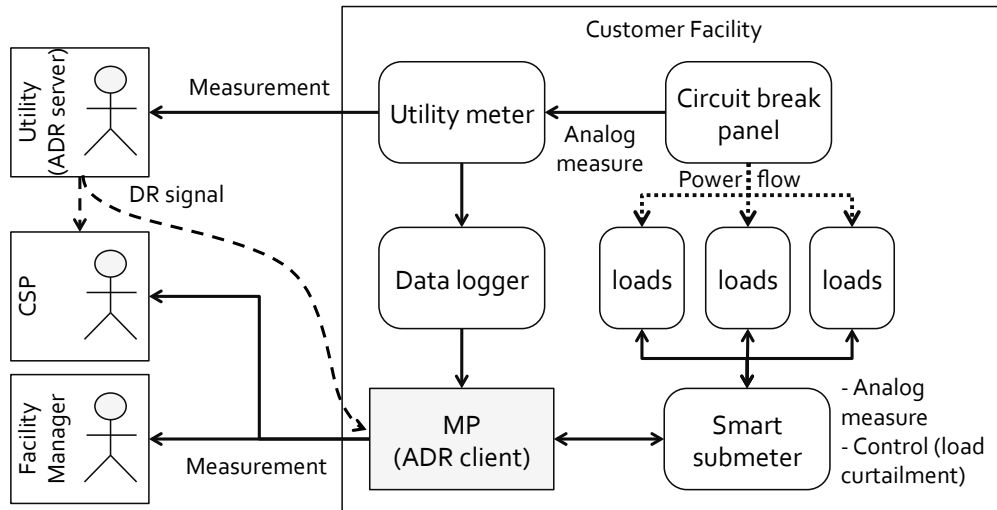 Customer Facility
Utility
(ADR server)
Measurement
Utility meter
Analog
measure
Circuit break
panel
Power flow
DR signal
CSP
Data logger
loads
loads
loads
Facility
Manager
Measurement
MP
(ADR client)
Smart
submeter
- Analog
measure
- Control (load
curtailment)